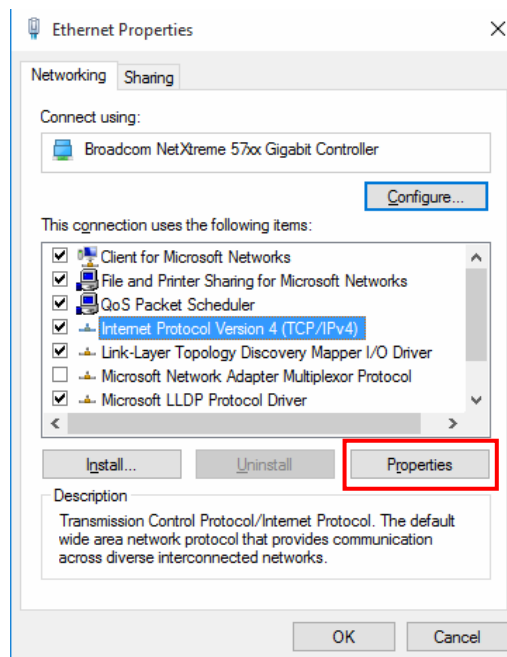 Ethernet Properties
Networking
Sharing
Connect using:
Broadcom NetXtreme 57xx Gigabit Controller
Configure...
This connection uses the following items:
Client for Microsoft Networks
File and Printer Sharing for Microsoft Networks
QoS Packet Scheduler
Internet Protocol Version 4 (TCP/IPv4)
Link-Layer Topology Discovery Mapper I/O Driver
Microsoft Network Adapter Multiplexor Protocol
Microsoft LLDP Protocol Driver
Install...
Uninstall
Properties
Description
Transmission Control Protocol/Internet Protocol. The default
wide area network protocol that provides communication
across diverse interconnected networks.
OK
Cancel